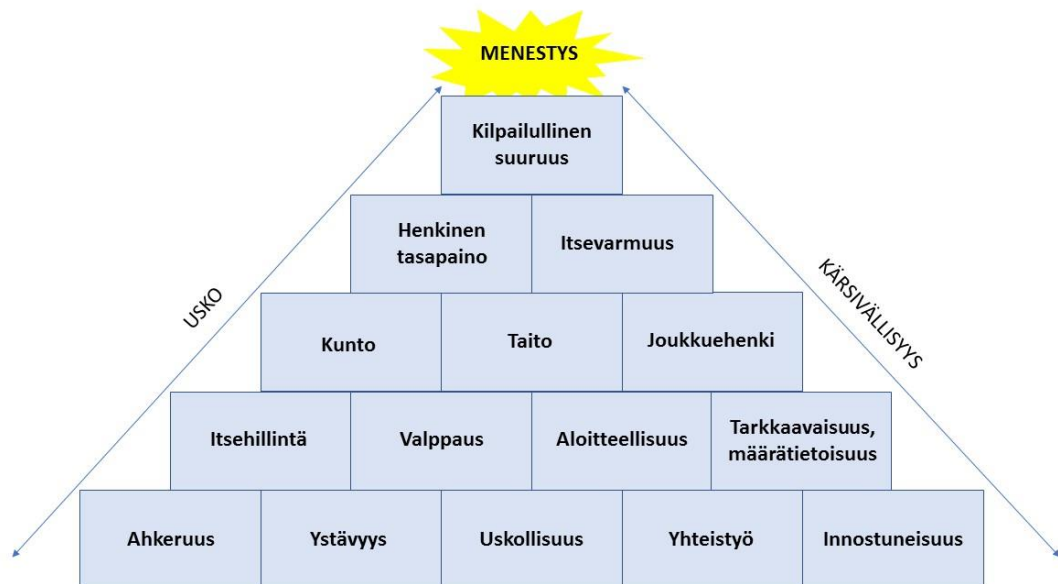 MENESTYS
Kilpailullinen
suuruus
Henkinen
tasapaino
Itsevarmuus
USKO
KÄRSIVÄLLISYYS
Kunto
Taito
Joukkuehenki
Itsehillintä
Valppaus
Aloitteellisuus
Tarkkaavaisuus,
määrätietoisuus
Ahkeruus
Ystävyys
Uskollisuus
Yhteistyö
Innostuneisuus